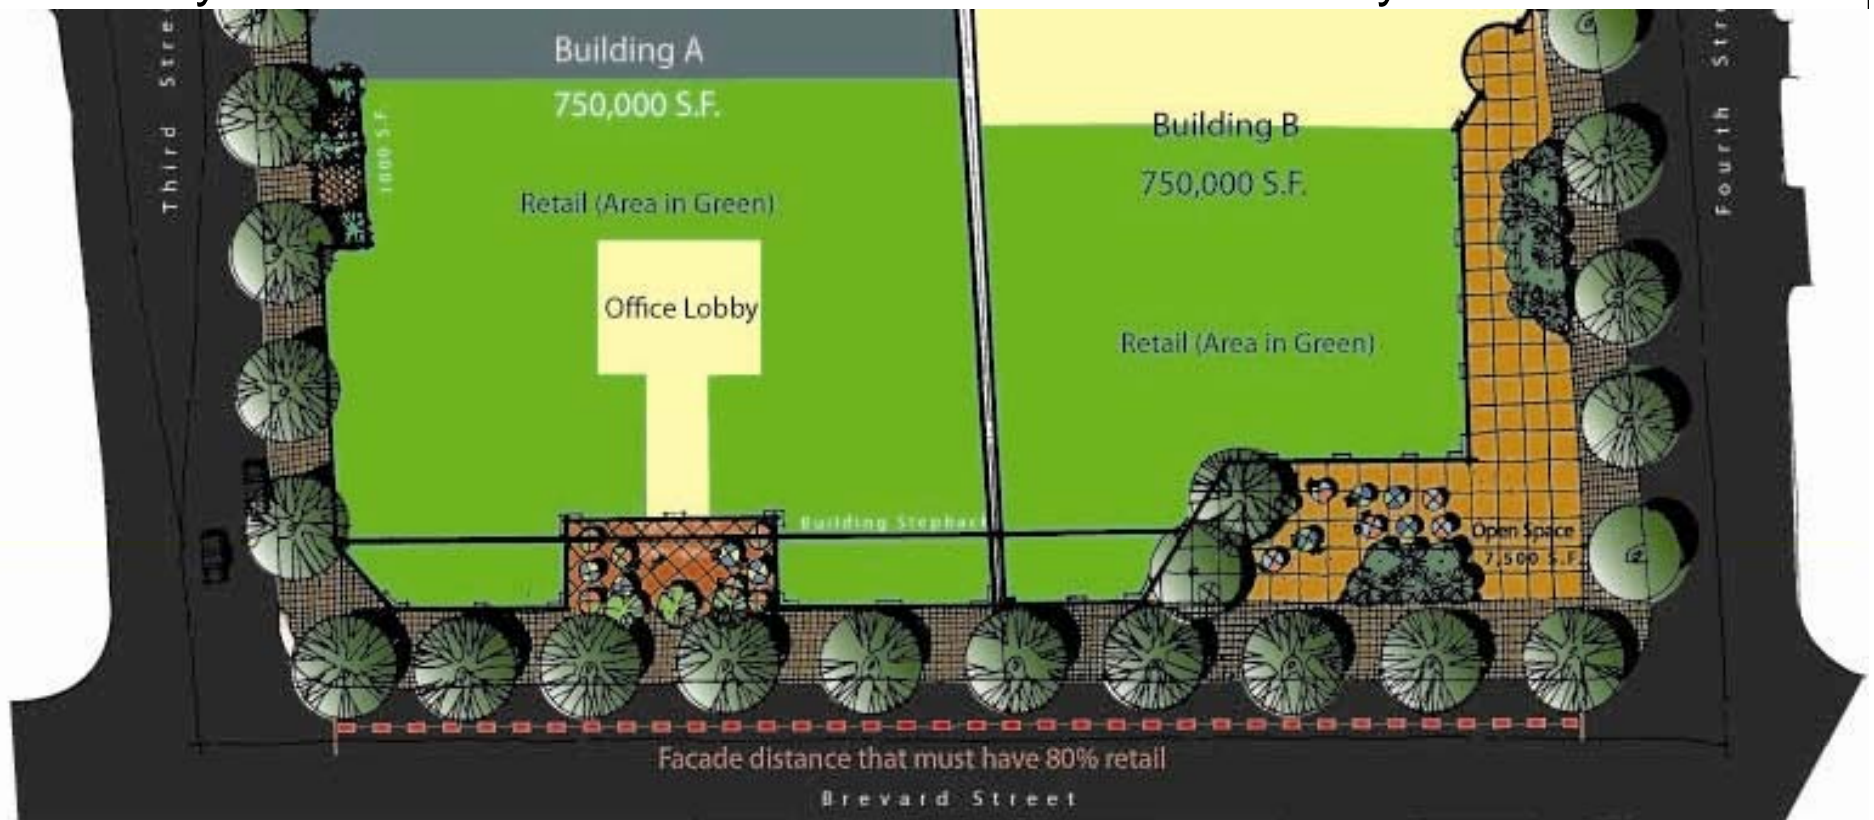 Building A
750,000 S.F.
Retail (Area in Green)
Office Lobby
1000 S.F.
Building B
750,000 S.F.
Retail (Area in Green)
Building Stepback
Open Space
7,500 S.F.
Third
Fourth
Facade distance that must have 80% retail
Brevard Street